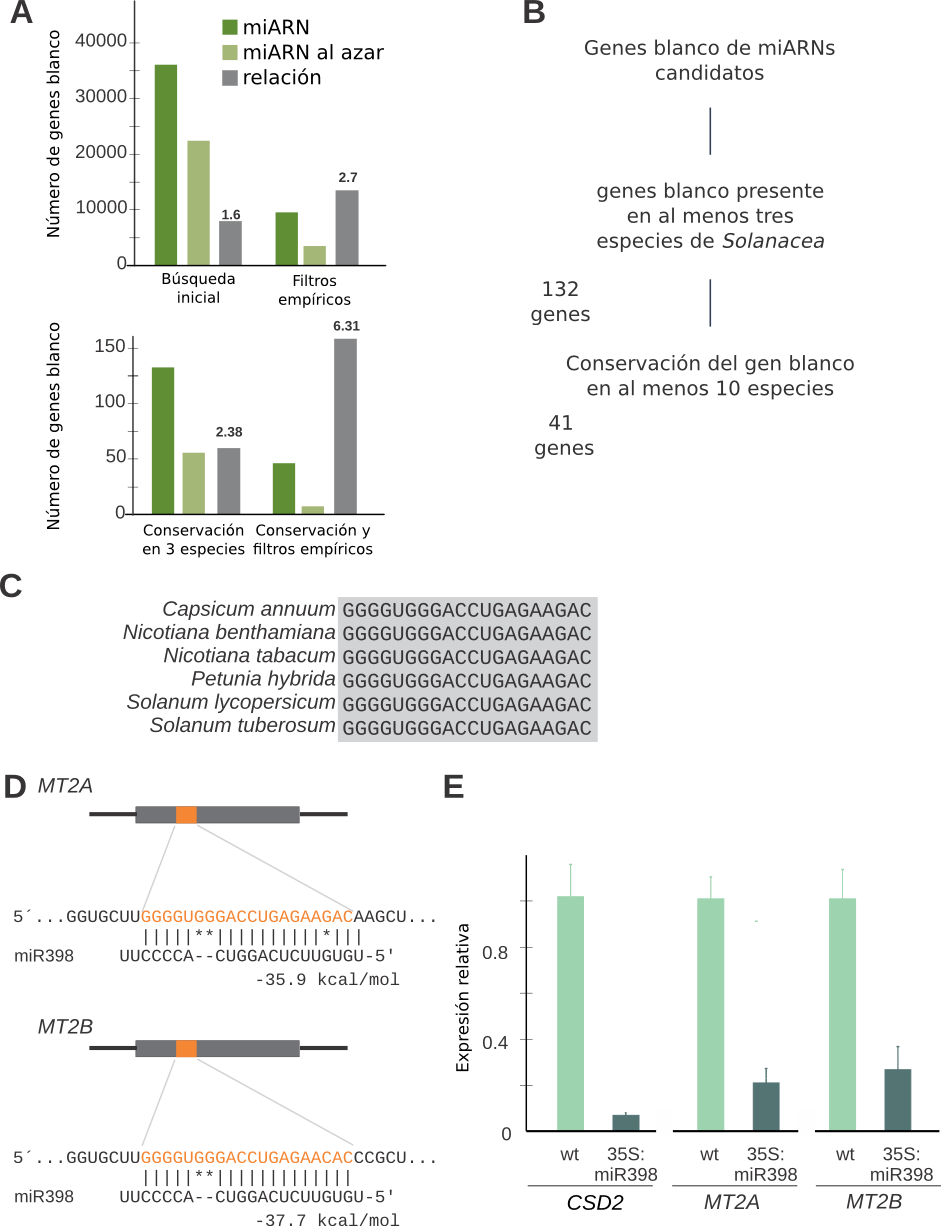 A
miARN
miARN al azar
relación
Número de genes blanco
40000
30000
20000
10000
0
1.6
2.7
Búsqueda
inicial
Filtros
empíricos
Número de genes blanco
150
100
50
0
2.38
6.31
Conservación
en 3 especies
Conservación y
filtros empíricos
B
Genes blanco de miARNs
candidatos
genes blanco presente
en al menos tres
especies de Solanacea
132
genes
Conservación del gen blanco
en al menos 10 especies
41
genes
C
Capsicum annuum GGGGUGGGACCUGAGAAGAC
Nicotiana benthamiana GGGGUGGGACCUGAGAAGAC
Nicotiana tabacum GGGGUGGGACCUGAGAAGAC
Petunia hybrida GGGGUGGGACCUGAGAAGAC
Solanum lycopersicum GGGGUGGGACCUGAGAAGAC
Solanum tuberosum GGGGUGGGACCUGAGAAGAC
D
MT2A
5´...GGUGCUUGGGGUGGGACCUGAGAAGACAAGCU...
|||||**||||||||||*|||
miR398 UUCCCCA--CUGGACUCUUGUGU-5'
-35.9 kcal/mol
MT2B
5´...GGUGCUUGGGGUGGGACCUGAGAACACCCGCU...
|||||**|||||||||||
miR398 UUCCCCA--CUGGACUCUUGUGU-5'
-37.7 kcal/mol
E
Expresión relativa
0.8
0.4
0
wt
35S:
miR398
CSD2
wt
35S:
miR398
MT2A
wt
35S:
miR398
MT2B